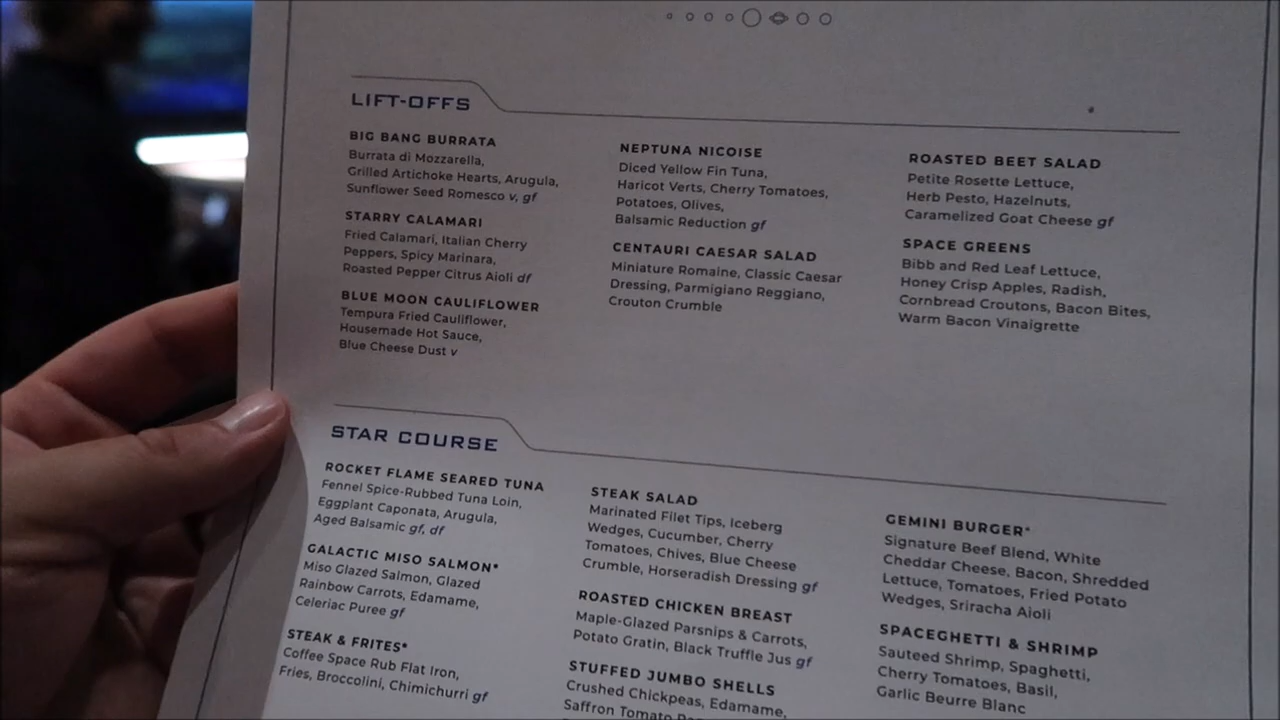 LIFT-OFFS
BIG BANG BURRATA
Burrata di Mozzarella,
Grilled Artichoke Hearts, Arugula,
Sunflower Seed Romesco v, gf
STARRY CALAMARI
Fried Calamari, Italian Cherry
Peppers, Spicy Marinara,
Roasted Pepper Citrus Aioli df
BLUE MOON CAULIFLOWER
Tempura Fried Cauliflower,
Housemade Hot Sauce,
Blue Cheese Dust v
NEPTUNA NICOISE
Diced Yellow Fin Tuna,
Haricot Verts, Cherry Tomatoes,
Potatoes, Olives,
Balsamic Reduction gf
CENTAURI CAESAR SALAD
Miniature Romaine, Classic Caesar
Dressing, Parmigiano Reggiano,
Crouton Crumble
ROASTED BEET SALAD
Petite Rosette Lettuce,
Herb Pesto, Hazelnuts,
Caramelized Goat Cheese gf
SPACE GREENS
Bibb and Red Leaf Lettuce,
Honey Crisp Apples, Radish,
Cornbread Croutons, Bacon Bites,
Warm Bacon Vinaigrette
STAR COURSE
ROCKET FLAME SEARED TUNA
Fennel Spice-Rubbed Tuna Loin,
Eggplant Caponata, Arugula,
Aged Balsamic gf, df
GALACTIC MISO SALMON*
Miso Glazed Salmon, Glazed
Rainbow Carrots, Edamame,
Celeriac Puree gf
STEAK & FRITES*
Coffee Space Rub Flat Iron,
Fries, Broccolini, Chimichurri gf
STEAK SALAD
Marinated Filet Tips, Iceberg
Wedges, Cucumber, Cherry
Tomatoes, Chives, Blue Cheese
Crumble, Horseradish Dressing gf
ROASTED CHICKEN BREAST
Maple-Glazed Parsnips & Carrots,
Potato Gratin, Black Truffle Jus gf
STUFFED JUMBO SHELLS
Crushed Chickpeas, Edamame,
Saffron Tomato
GEMINI BURGER*
Signature Beef Blend, White
Cheddar Cheese, Bacon, Shredded
Lettuce, Tomatoes, Fried Potato
Wedges, Sriracha Aioli
SPACEGHETTI & SHRIMP
Sauteed Shrimp, Spaghetti,
Cherry Tomatoes, Basil,
Garlic Beurre Blanc